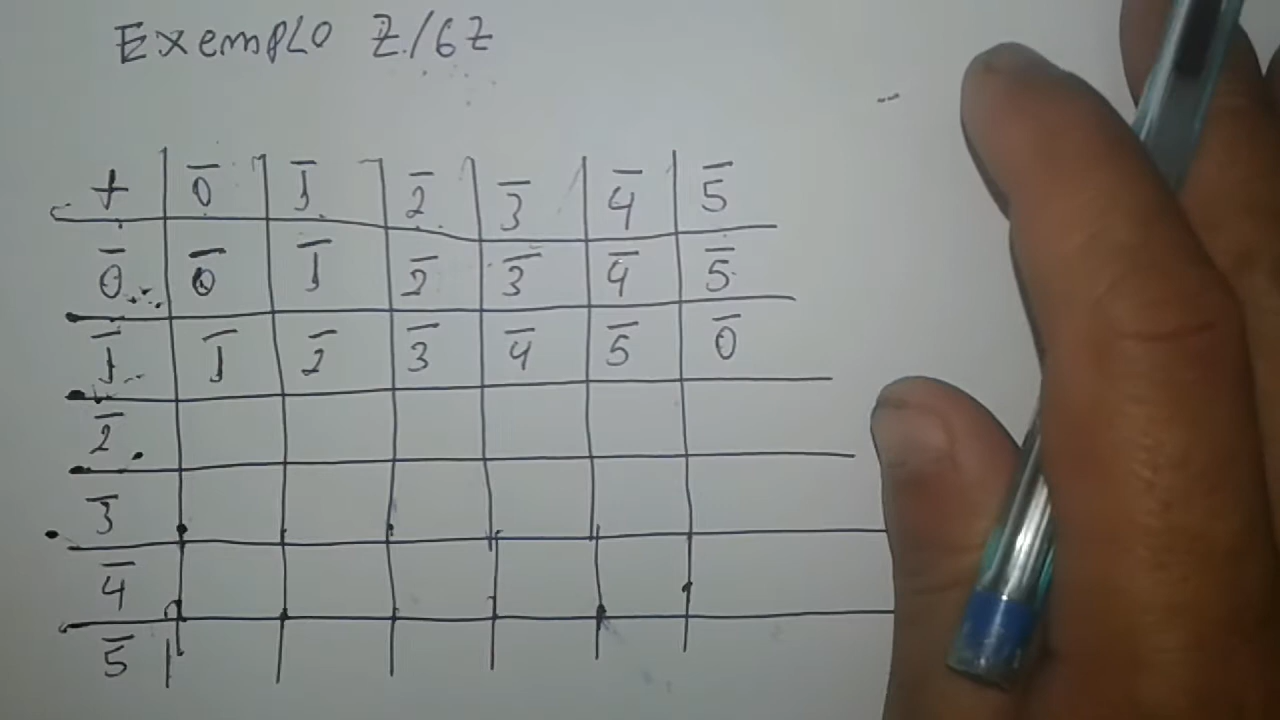 Exemplo Z/6Z
+ 0̅ 1̅ 2̅ 3̅ 4̅ 5̅
0̅ 0̅ 1̅ 2̅ 3̅ 4̅ 5̅
1̅ 1̅ 2̅ 3̅ 4̅ 5̅ 0̅
2̅
3̅
4̅
5̅